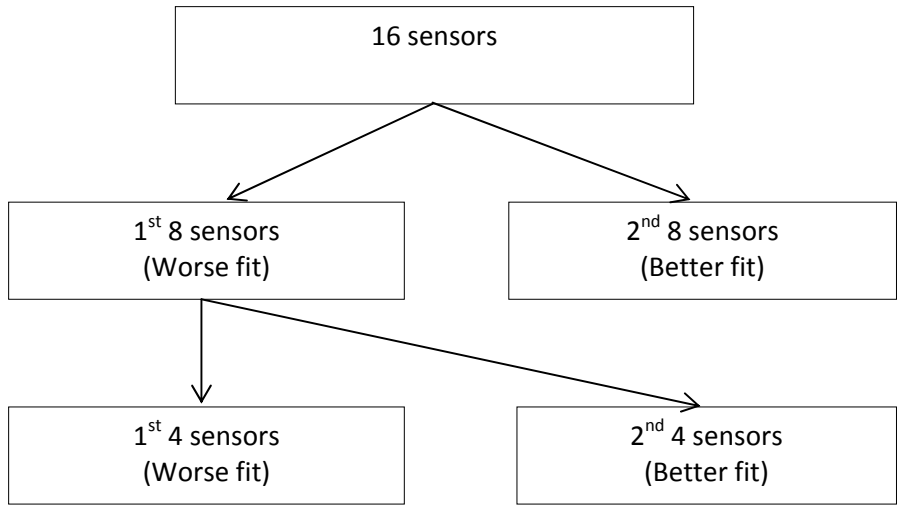 16 sensors
1st 8 sensors
(Worse fit)
2nd 8 sensors
(Better fit)
1st 4 sensors
(Worse fit)
2nd 4 sensors
(Better fit)